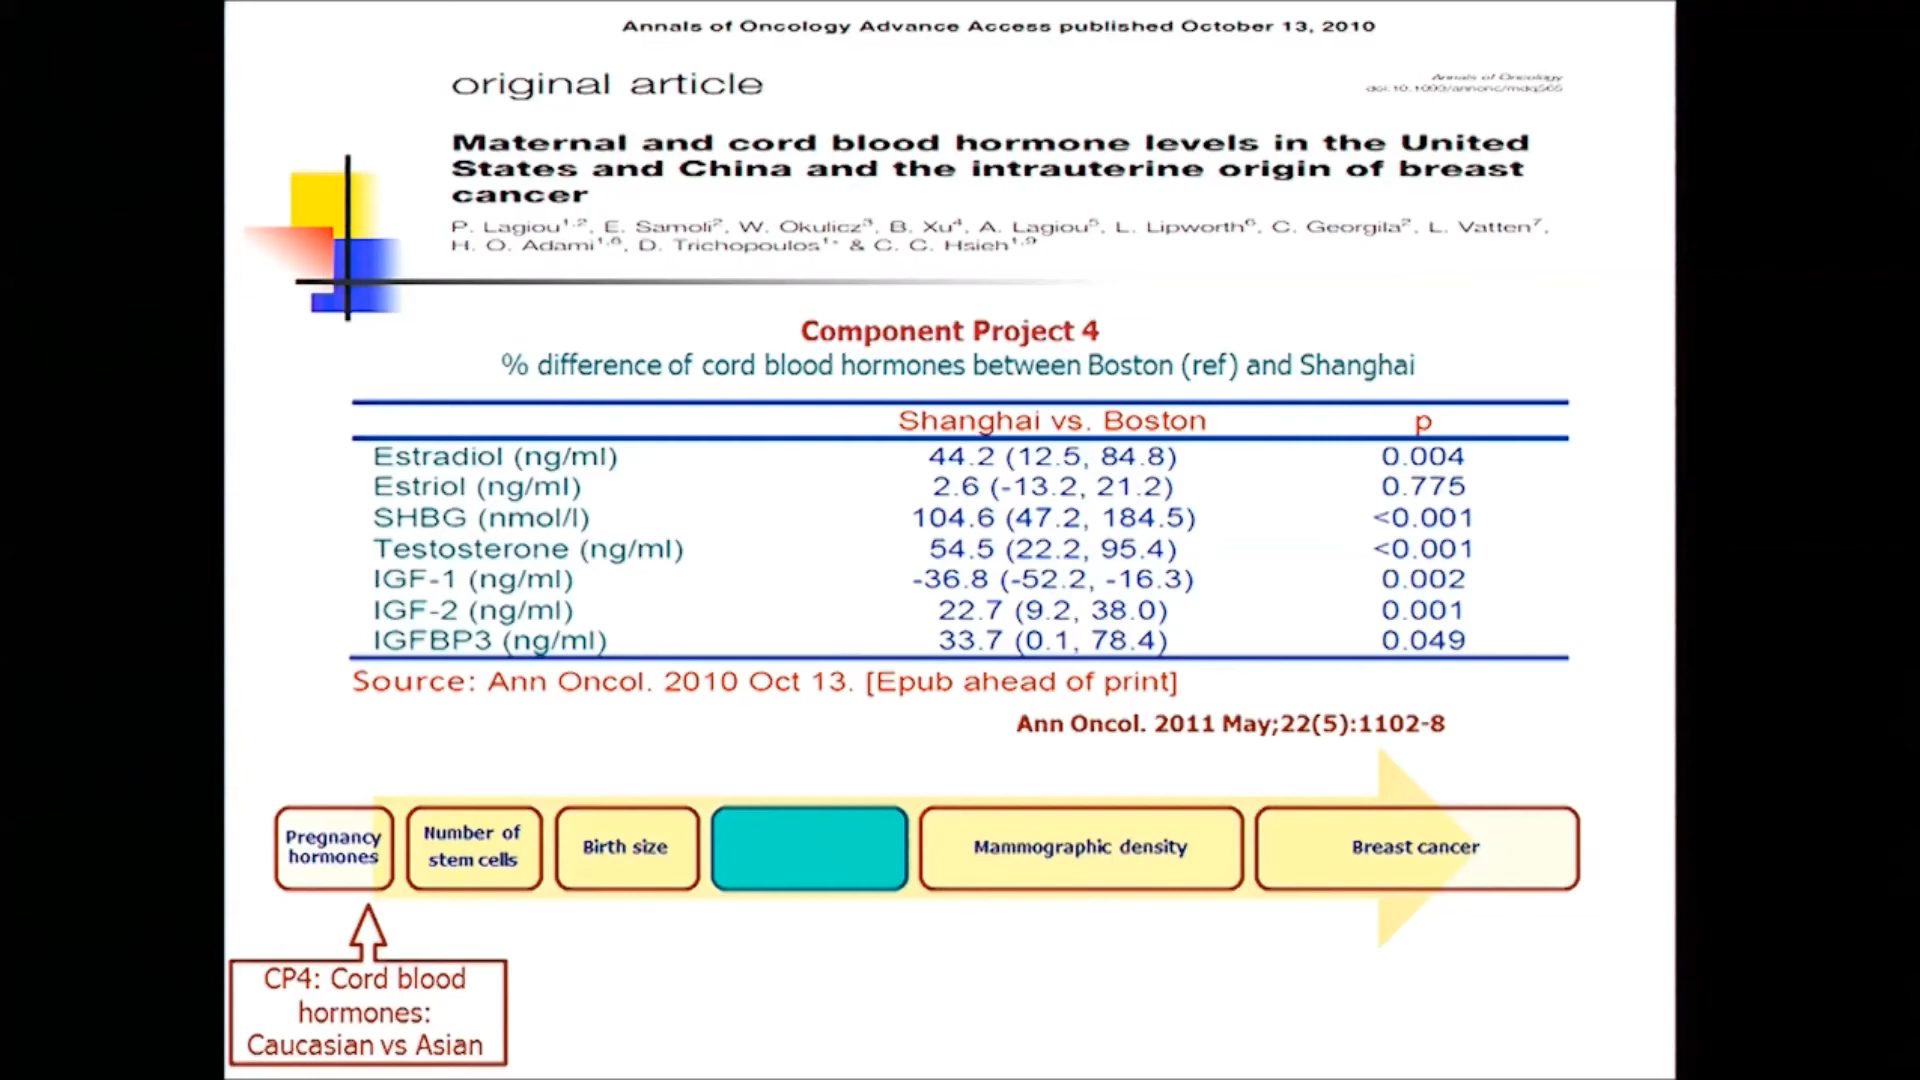 Annals of Oncology Advance Access published October 13, 2010
original article
Annals of Oncology
doi:10.1093/annonc/mdq565
Maternal and cord blood hormone levels in the United
States and China and the intrauterine origin of breast
cancer
P. Lagiou1,2, E. Samoli2, W. Okulicz3, B. Xu4, A. Lagiou5, L. Lipworth6, C. Georgila2, L. Vatten7,
H. O. Adami1,8, D. Trichopoulos1* & C. C. Hsieh1,9
Component Project 4
% difference of cord blood hormones between Boston (ref) and Shanghai
Shanghai vs. Boston p
Estradiol (ng/ml) 44.2 (12.5, 84.8) 0.004
Estriol (ng/ml) 2.6 (-13.2, 21.2) 0.775
SHBG (nmol/l) 104.6 (47.2, 184.5) <0.001
Testosterone (ng/ml) 54.5 (22.2, 95.4) <0.001
IGF-1 (ng/ml) -36.8 (-52.2, -16.3) 0.002
IGF-2 (ng/ml) 22.7 (9.2, 38.0) 0.001
IGFBP3 (ng/ml) 33.7 (0.1, 78.4) 0.049
Source: Ann Oncol. 2010 Oct 13. [Epub ahead of print]
Ann Oncol. 2011 May;22(5):1102-8
Pregnancy
hormones
Number of
stem cells
Birth size
Mammographic density
Breast cancer
CP4: Cord blood
hormones:
Caucasian vs Asian